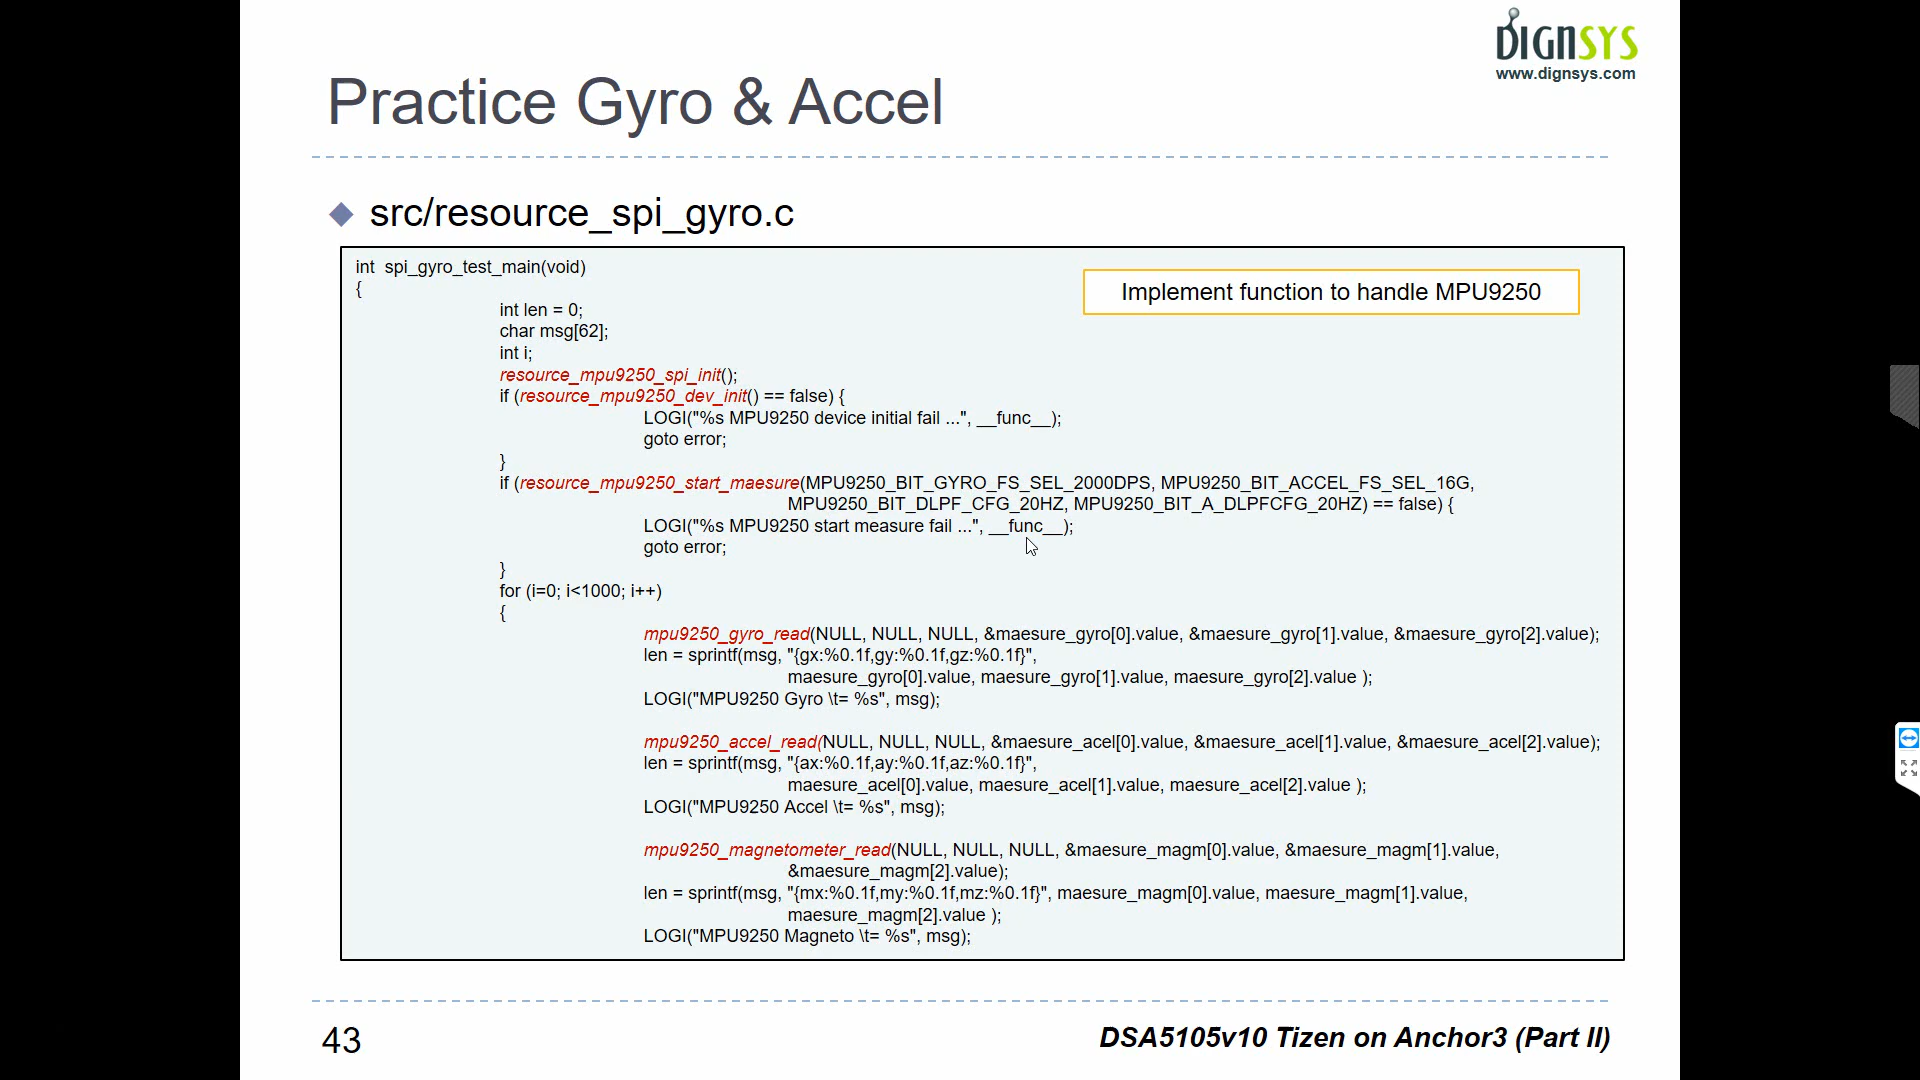 DIGNSYS
www.dignsys.com
Practice Gyro & Accel
src/resource_spi_gyro.c
int  spi_gyro_test_main(void)
Implement function to handle MPU9250
{
int len = 0;
char msg[62];
int i;
resource_mpu9250_spi_init();
if (resource_mpu9250_dev_init() == false) {
LOGI("%s MPU9250 device initial fail ...", __func__);
goto error;
}
if (resource_mpu9250_start_maesure(MPU9250_BIT_GYRO_FS_SEL_2000DPS, MPU9250_BIT_ACCEL_FS_SEL_16G,
MPU9250_BIT_DLPF_CFG_20HZ, MPU9250_BIT_A_DLPFCFG_20HZ) == false) {
LOGI("%s MPU9250 start measure fail ...", __func__);
goto error;
}
for (i=0; i<1000; i++)
{
mpu9250_gyro_read(NULL, NULL, NULL, &maesure_gyro[0].value, &maesure_gyro[1].value, &maesure_gyro[2].value);
len = sprintf(msg, "{gx:%0.1f,gy:%0.1f,gz:%0.1f}",
maesure_gyro[0].value, maesure_gyro[1].value, maesure_gyro[2].value );
LOGI("MPU9250 Gyro \t= %s", msg);
mpu9250_accel_read(NULL, NULL, NULL, &maesure_acel[0].value, &maesure_acel[1].value, &maesure_acel[2].value);
len = sprintf(msg, "{ax:%0.1f,ay:%0.1f,az:%0.1f}",
maesure_acel[0].value, maesure_acel[1].value, maesure_acel[2].value );
LOGI("MPU9250 Accel \t= %s", msg);
mpu9250_magnetometer_read(NULL, NULL, NULL, &maesure_magm[0].value, &maesure_magm[1].value,
&maesure_magm[2].value);
len = sprintf(msg, "{mx:%0.1f,my:%0.1f,mz:%0.1f}", maesure_magm[0].value, maesure_magm[1].value,
maesure_magm[2].value );
LOGI("MPU9250 Magneto \t= %s", msg);
43
DSA5105v10 Tizen on Anchor3 (Part II)